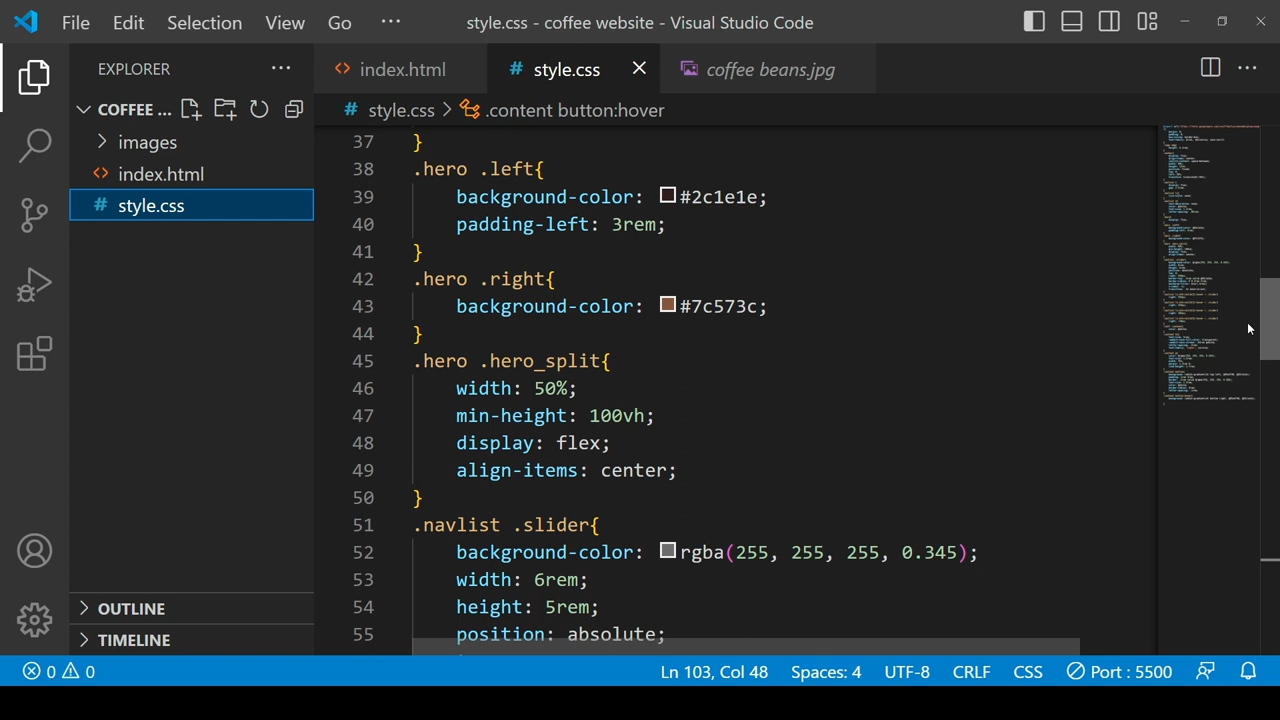 File Edit Selection View Go ··· style.css - coffee website - Visual Studio Code
EXPLORER
COFFEE ...
images
index.html
style.css
OUTLINE
TIMELINE
index.html style.css coffee beans.jpg
style.css > .content button:hover
37 }
38 .hero .left{
39 background-color: #2c1e1e;
40 padding-left: 3rem;
41 }
42 .hero .right{
43 background-color: #7c573c;
44 }
45 .hero .hero_split{
46 width: 50%;
47 min-height: 100vh;
48 display: flex;
49 align-items: center;
50 }
51 .navlist .slider{
52 background-color: rgba(255, 255, 255, 0.345);
53 width: 6rem;
54 height: 5rem;
55 position: absolute;
0 0 Ln 103, Col 48 Spaces: 4 UTF-8 CRLF CSS Port : 5500